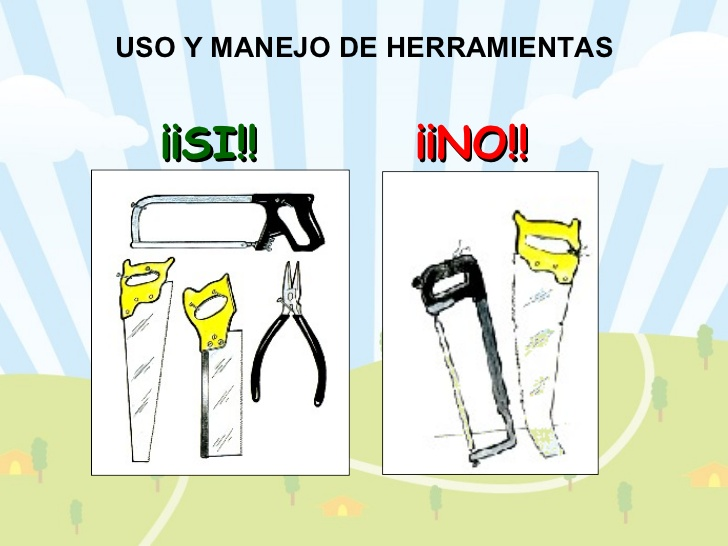 USO Y MANEJO DE HERRAMIENTAS
¡¡SI!!
¡¡NO!!